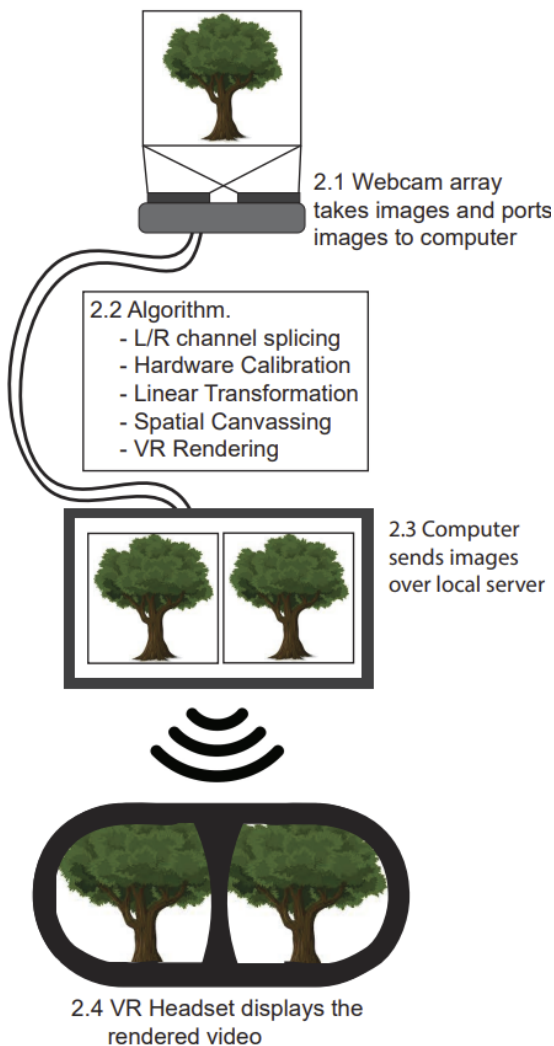 2.1 Webcam array
takes images and ports
images to computer
2.2 Algorithm.
- L/R channel splicing
- Hardware Calibration
- Linear Transformation
- Spatial Canvassing
- VR Rendering
2.3 Computer
sends images
over local server
2.4 VR Headset displays the
rendered video